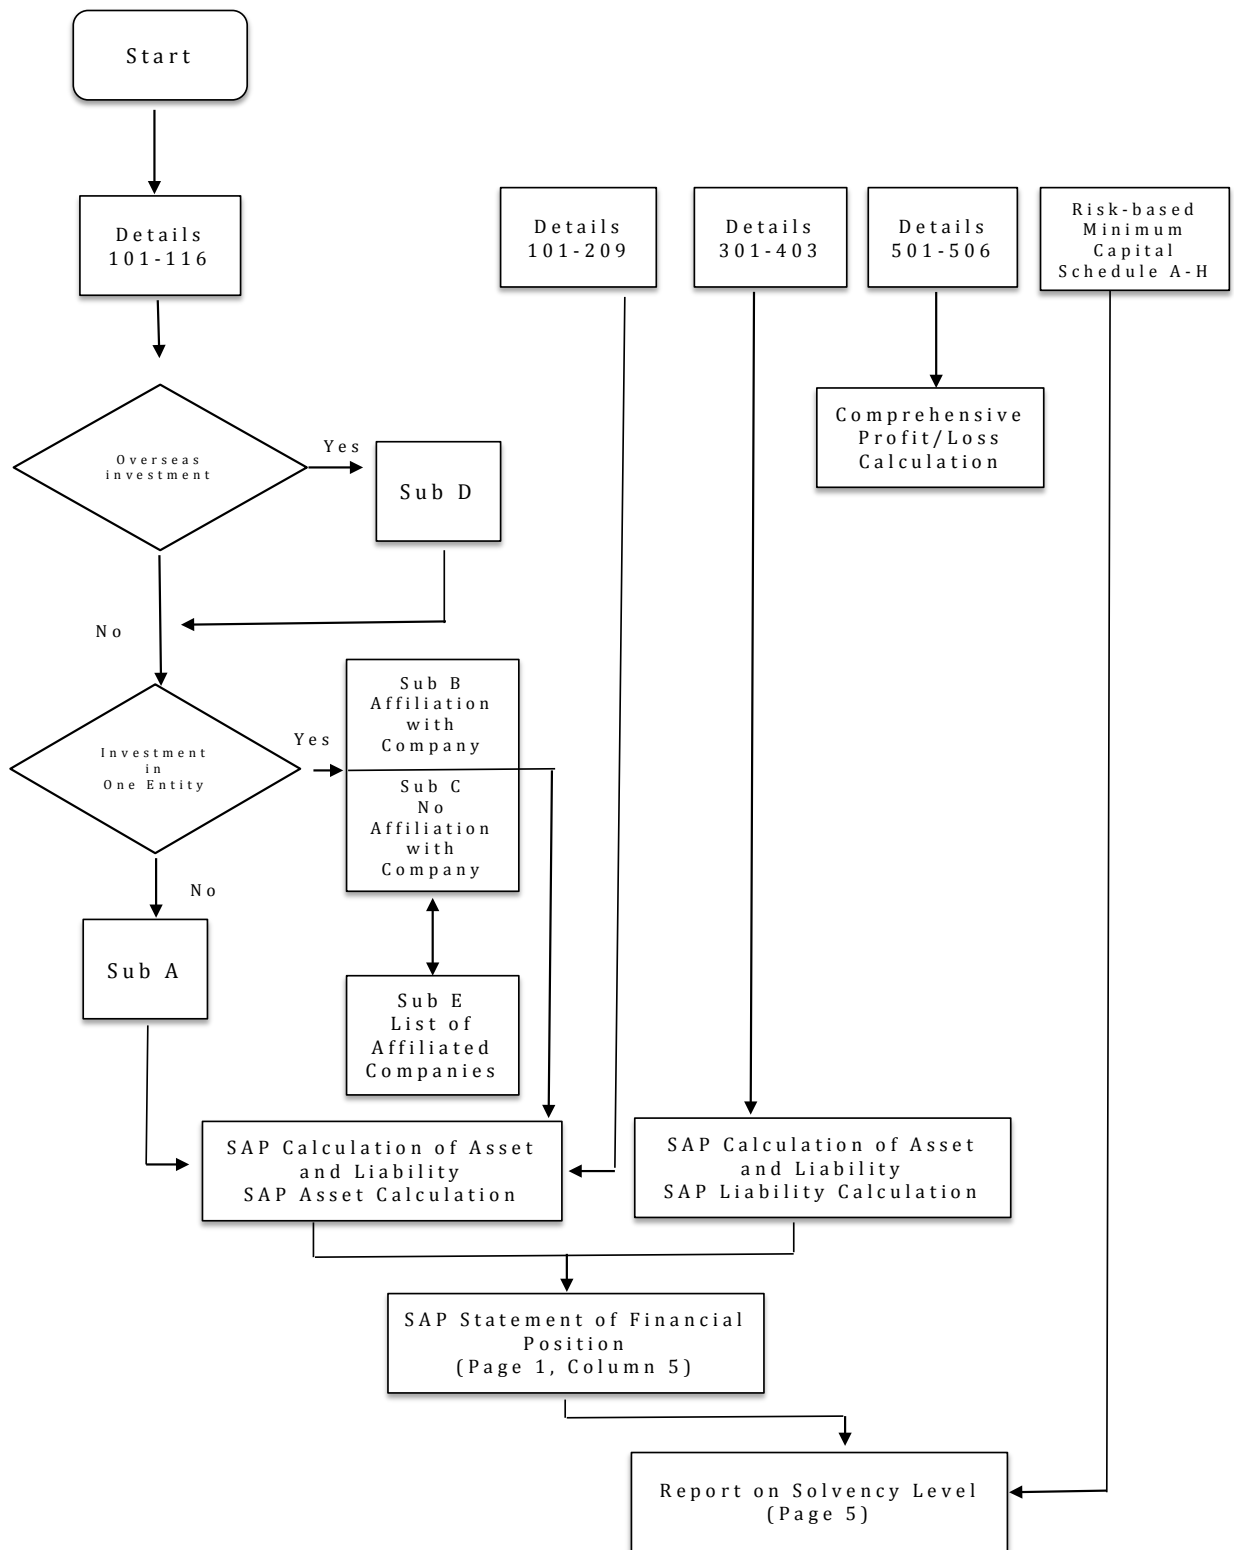 Start
Details
101-116
Details
101-209
Details
301-403
Details
501-506
Risk-based
Minimum
Capital
Schedule A-H
Comprehensive
Profit/Loss
Calculation
Overseas
investment
Yes
Sub D
No
Investment
in
One Entity
Yes
Sub B
Affiliation
with
Company
Sub C
No
Affiliation
with
Company
No
Sub A
Sub E
List of
Affiliated
Companies
SAP Calculation of Asset
and Liability
SAP Asset Calculation
SAP Calculation of Asset
and Liability
SAP Liability Calculation
SAP Statement of Financial
Position
(Page 1, Column 5)
Report on Solvency Level
(Page 5)